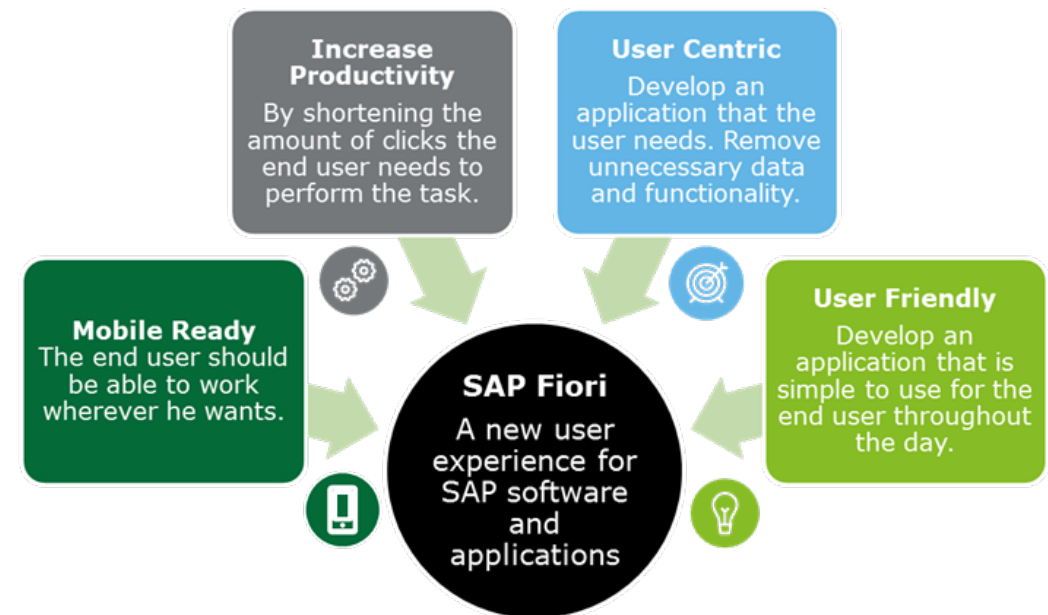 Increase
Productivity
By shortening the
amount of clicks the
end user needs to
perform the task.
User Centric
Develop an
application that the
user needs. Remove
unnecessary data
and functionality.
Mobile Ready
The end user should
be able to work
wherever he wants.
User Friendly
Develop an
application that is
simple to use for the
end user throughout
the day.
SAP Fiori
A new user
experience for
SAP software
and
applications